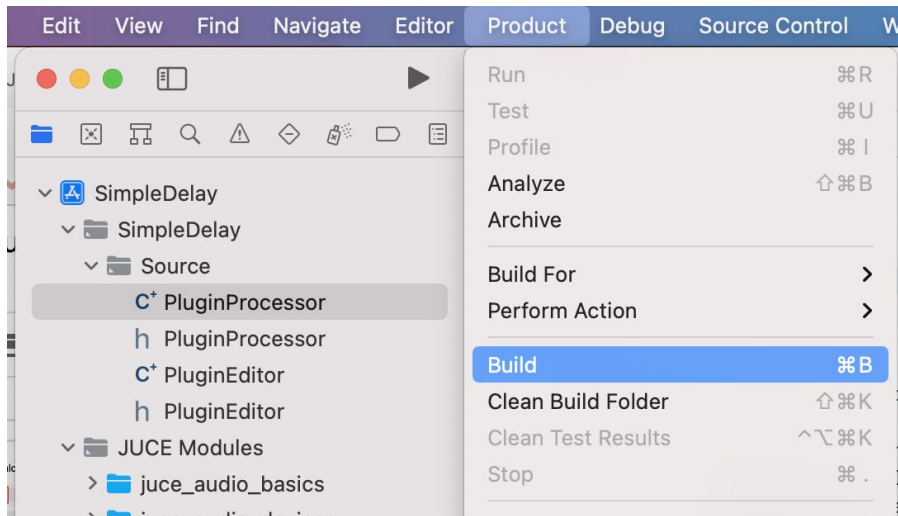 Edit View Find Navigate Editor Product Debug Source Control
Run ⌘R
Test ⌘U
Profile ⌘I
Analyze ⇧⌘B
Archive
Build For >
Perform Action >
Build ⌘B
Clean Build Folder ⇧⌘K
Clean Test Results ^⌥⌘K
Stop ⌘.
SimpleDelay
SimpleDelay
Source
C+ PluginProcessor
h PluginProcessor
C+ PluginEditor
h PluginEditor
JUCE Modules
juce_audio_basics